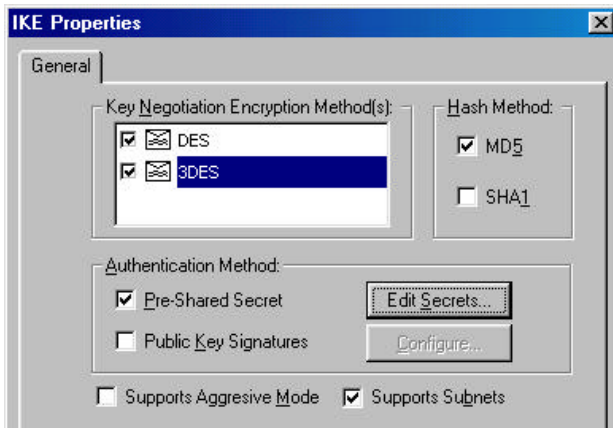 IKE Properties
General
Key Negotiation Encryption Method(s):
DES
3DES
Hash Method:
MD5
SHA1
Authentication Method:
Pre-Shared Secret
Edit Secrets...
Public Key Signatures
Configure...
Supports Aggresive Mode
Supports Subnets